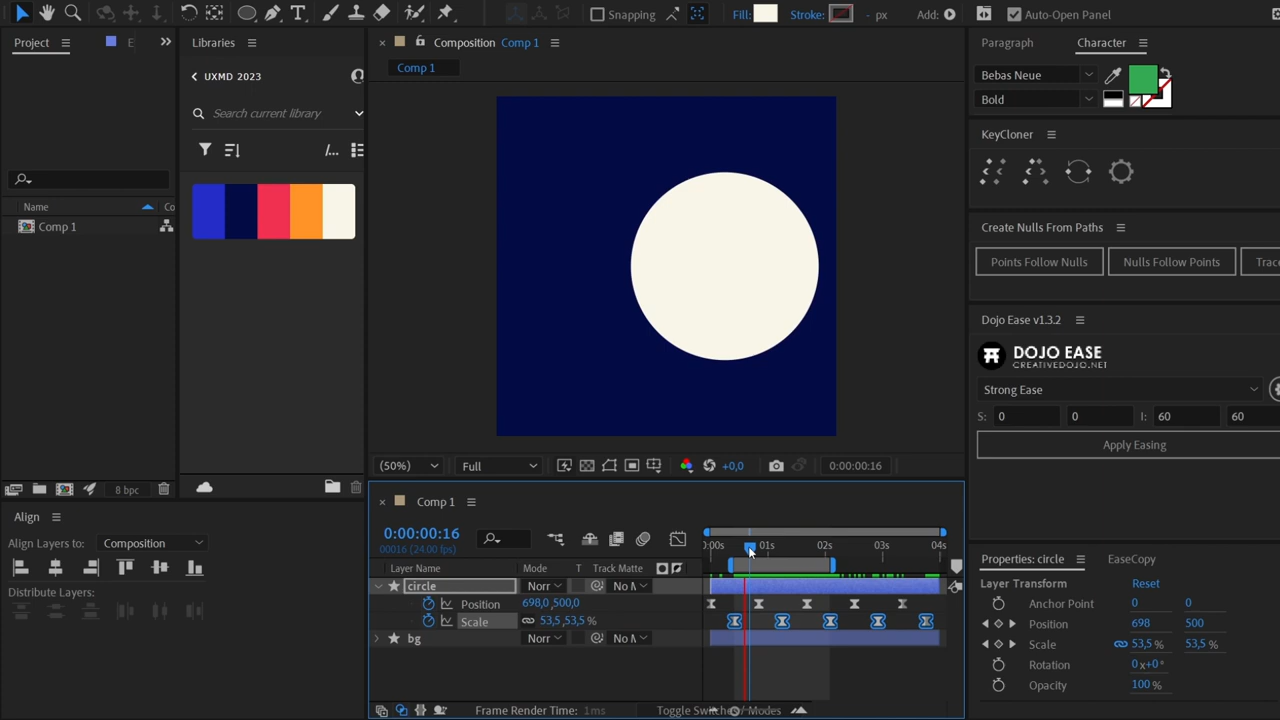 Snapping
Fill:
Stroke:
- px
Add:
Auto-Open Panel
Project
E
Libraries
Composition Comp 1
Paragraph
Character
UXMD 2023
Comp 1
Bebas Neue
Bold
Search current library
KeyCloner
/...
Name
Co
Comp 1
Create Nulls From Paths
Points Follow Nulls
Nulls Follow Points
Trace
Dojo Ease v1.3.2
DOJO EASE
CREATIVEDOJO.NET
Strong Ease
S: 0 0 I: 60 60
Apply Easing
(50%)
Full
+0,0
0:00:00:16
8 bpc
Comp 1
Align
Align Layers to: Composition
Distribute Layers:
0:00:00:16
00016 (24.00 fps)
0:00s 01s 02s 03s 04s
Layer Name
Mode
T
Track Matte
circle
Norr
No M
Position
698,0,500,0
Scale
53,5,53,5%
bg
Norr
No M
Frame Render Time: 1ms
Toggle Switches / Modes
Properties: circle
EaseCopy
Layer Transform
Reset
Anchor Point 0 0
Position 698 500
Scale 53,5 % 53,5 %
Rotation 0x+0°
Opacity 100 %